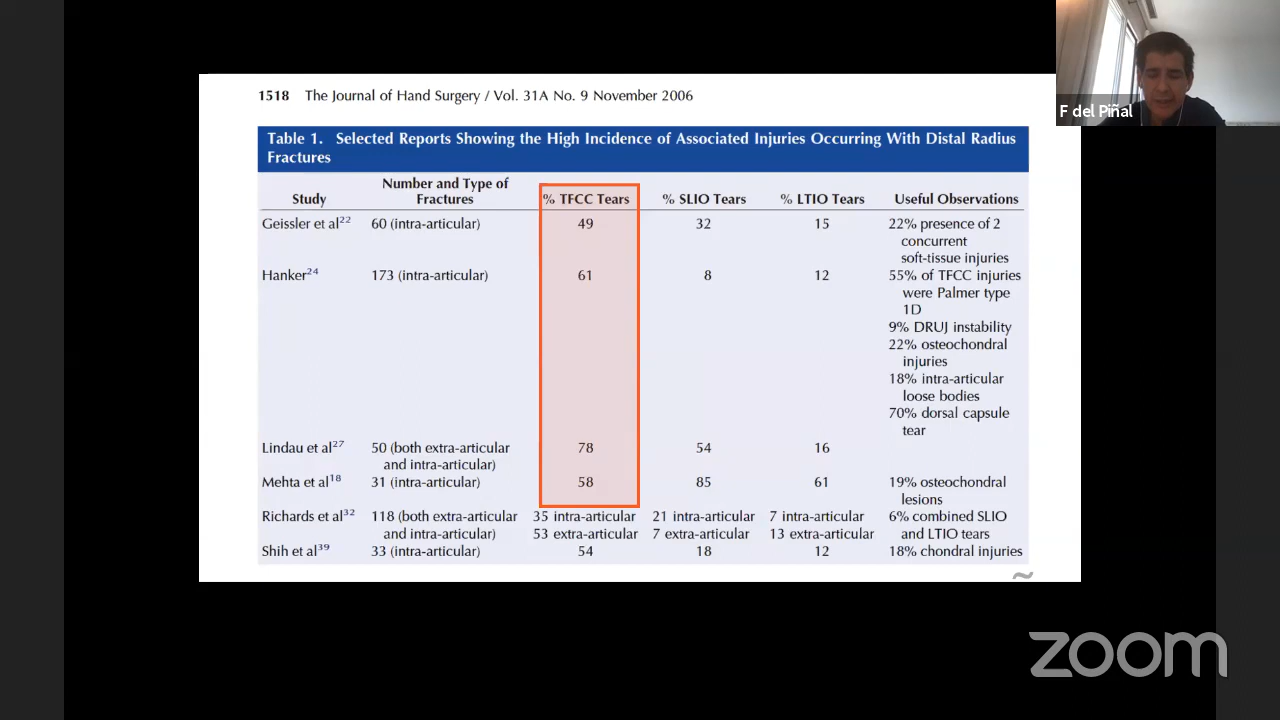 F del Piñal
1518 The Journal of Hand Surgery / Vol. 31A No. 9 November 2006
Table 1. Selected Reports Showing the High Incidence of Associated Injuries Occurring With Distal Radius
Fractures
Study
Number and Type of
Fractures
% TFCC Tears
% SLIO Tears
% LTIO Tears
Useful Observations
Geissler et al22 60 (intra-articular) 49 32 15 22% presence of 2
concurrent
soft-tissue injuries
Hanker24 173 (intra-articular) 61 8 12 55% of TFCC injuries
were Palmer type
1D
9% DRUJ instability
22% osteochondral
injuries
18% intra-articular
loose bodies
70% dorsal capsule
tear
Lindau et al27 50 (both extra-articular 78 54 16
and intra-articular)
Mehta et al18 31 (intra-articular) 58 85 61 19% osteochondral
lesions
Richards et al32 118 (both extra-articular 35 intra-articular 21 intra-articular 7 intra-articular 6% combined SLIO
and intra-articular) 53 extra-articular 7 extra-articular 13 extra-articular and LTIO tears
Shih et al39 33 (intra-articular) 54 18 12 18% chondral injuries
zoom